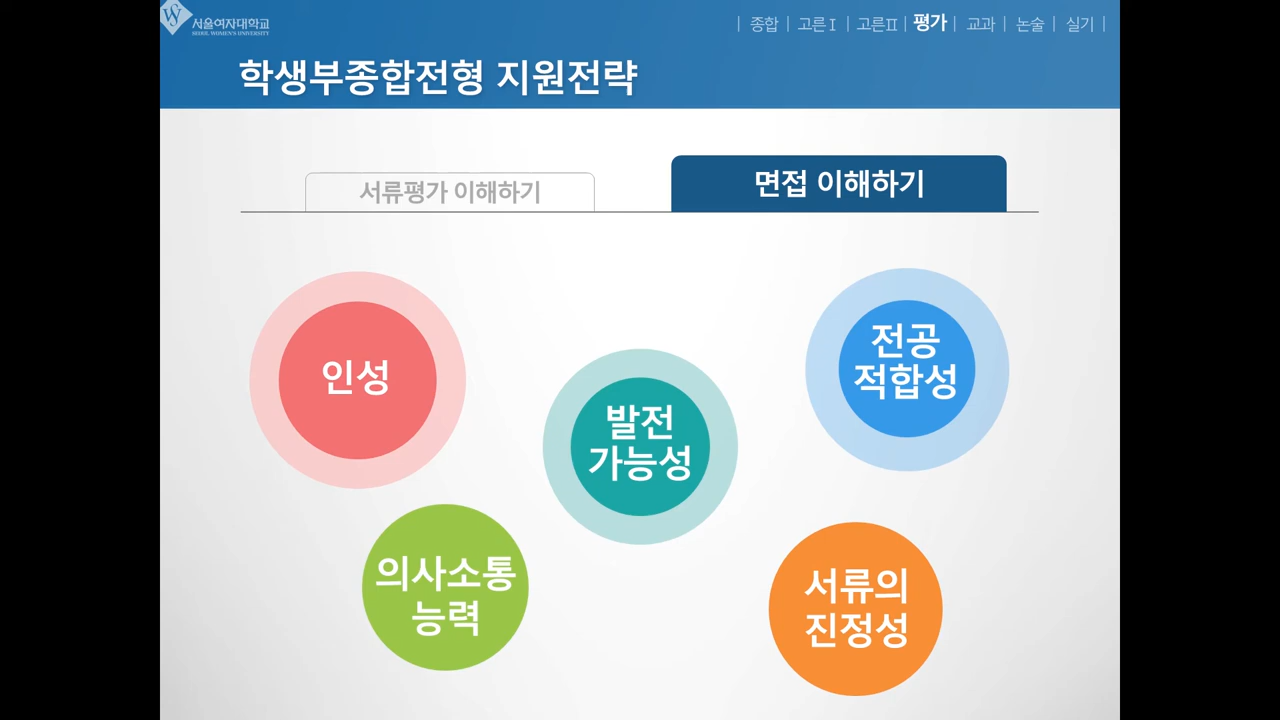 서울여자대학교
SEOUL WOMEN'S UNIVERSITY
| 종합 | 고른Ⅰ | 고른Ⅱ | 평가 | 교과 | 논술 | 실기 |
학생부종합전형 지원전략
서류평가 이해하기
면접 이해하기
인성
발전
가능성
전공
적합성
의사소통
능력
서류의
진정성